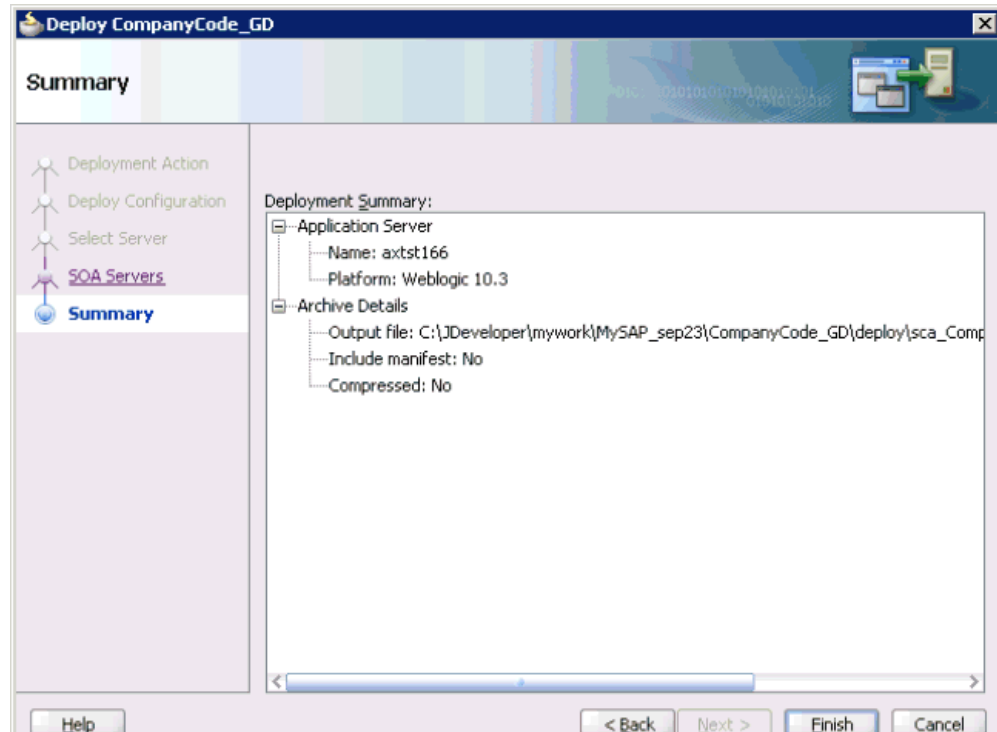 Deploy CompanyCode_GD
Summary
Deployment Action
Deploy Configuration
Select Server
SOA Servers
Summary
Deployment Summary:
Application Server
Name: axtst166
Platform: Weblogic 10.3
Archive Details
Output file: C:\JDeveloper\mywork\MySAP_sep23\CompanyCode_GD\deploy\sca_Comp
Include manifest: No
Compressed: No
Help
< Back
Next >
Finish
Cancel